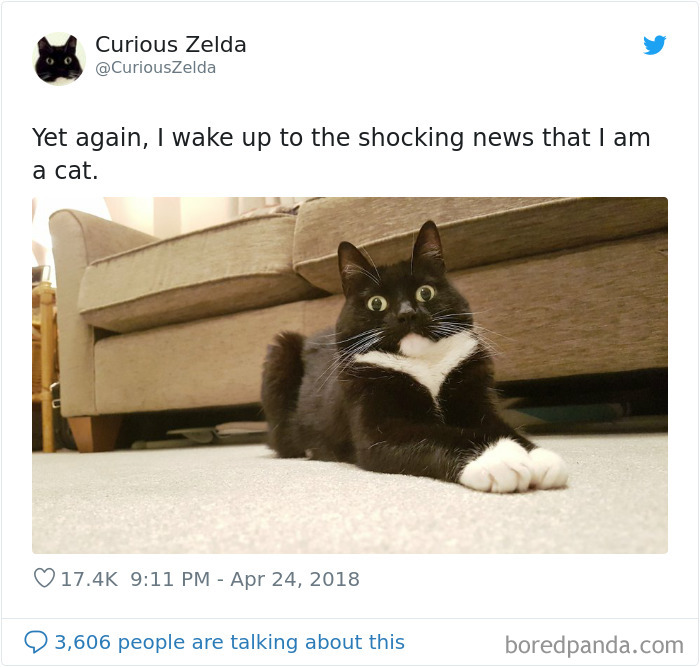 Curious Zelda
@CuriousZelda
Yet again, I wake up to the shocking news that I am
a cat.
17.4K 9:11 PM - Apr 24, 2018
3,606 people are talking about this
boredpanda.com